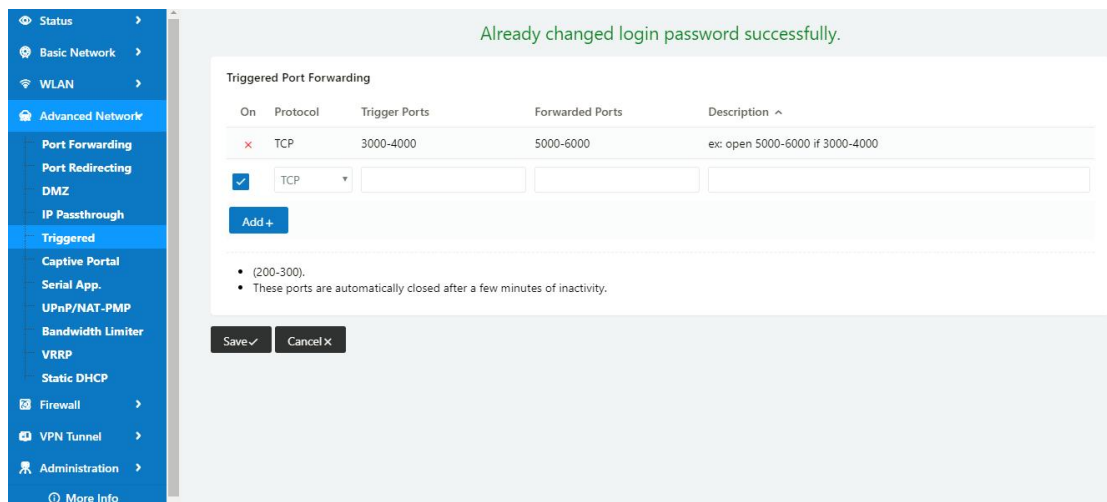 Status
Basic Network
WLAN
Advanced Network
Port Forwarding
Port Redirecting
DMZ
IP Passthrough
Triggered
Captive Portal
Serial App.
UPnP/NAT-PMP
Bandwidth Limiter
VRRP
Static DHCP
Firewall
VPN Tunnel
Administration
More Info
Already changed login password successfully.
Triggered Port Forwarding
On Protocol Trigger Ports Forwarded Ports Description
TCP 3000-4000 5000-6000 ex: open 5000-6000 if 3000-4000
TCP
Add +
(200-300).
These ports are automatically closed after a few minutes of inactivity.
Save Cancel